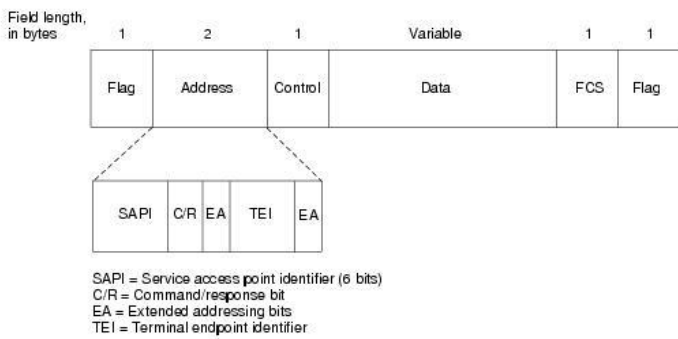 Field length,
in bytes 1 2 1 Variable 1 1
Flag Address Control Data FCS Flag
SAPI C/R EA TEI EA
SAPI = Service access point identifier (6 bits)
C/R = Command/response bit
EA = Extended addressing bits
TEI = Terminal endpoint identifier